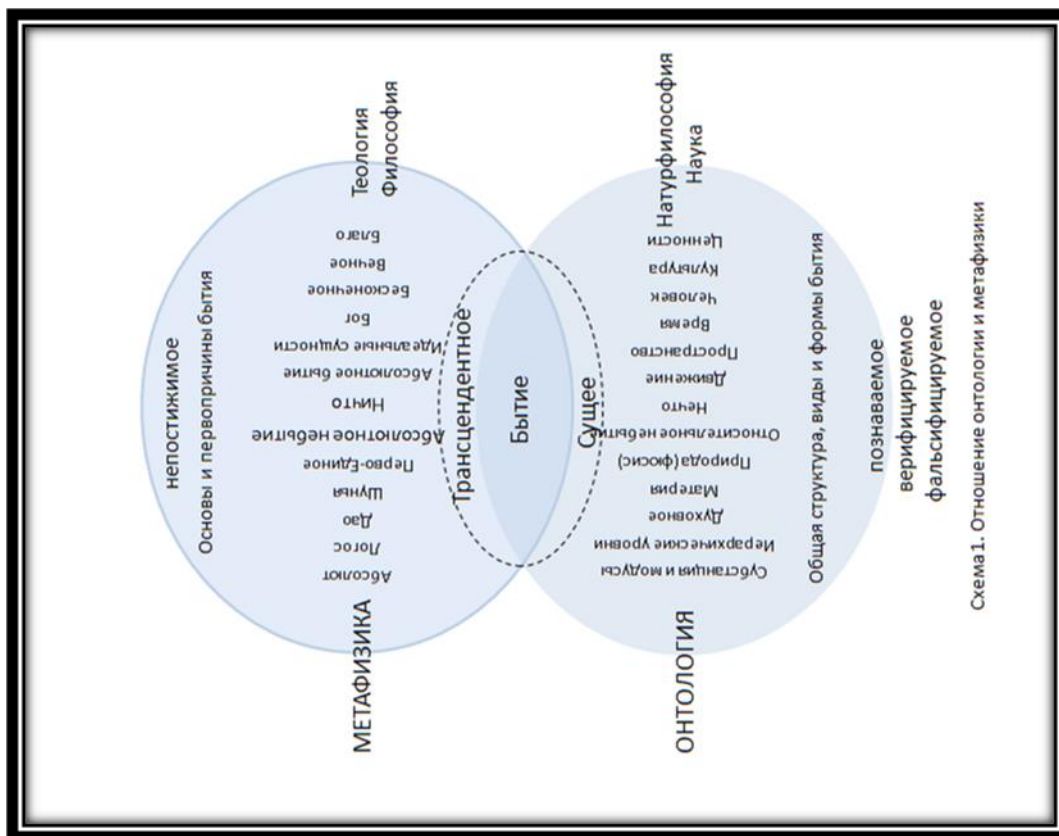 непостижимое
Основы и первопричины бытия
МЕТАФИЗИКА
Абсолют
Логос
Дао
Шунья
Перво-Единое
Абсолютное небытие
Ничто
Абсолютное бытие
Идеальные сущности
Бог
Бесконечное
Вечное
Благо
Теология
Философия
Трансцендентное
Бытие
Сущее
ОНТОЛОГИЯ
Субстанция и модусы
Иерархические уровни
Духовное
Материя
Природа (фюсис)
Относительное небытие
Нечто
Движение
Пространство
Время
Человек
Культура
Ценности
Натурфилософия
Наука
Общая структура, виды и формы бытия
познаваемое
верифицируемое
фальсифицируемое
Схема1. Отношение онтологии и метафизики